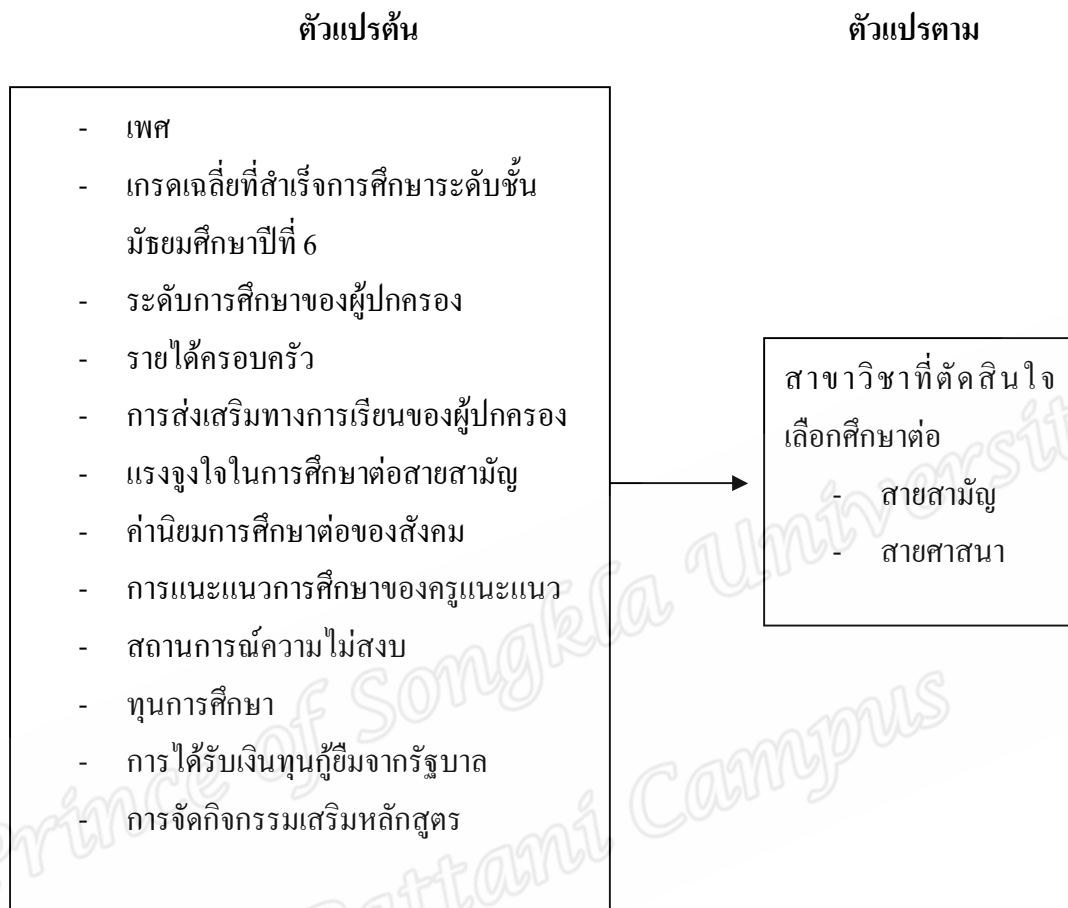 ตัวแปรต้น
ตัวแปรตาม
- เพศ
- เกรดเฉลี่ยที่สำเร็จการศึกษาระดับชั้น
มัธยมศึกษาปีที่ 6
- ระดับการศึกษาของผู้ปกครอง
- รายได้ครอบครัว
- การส่งเสริมทางการเรียนของผู้ปกครอง
- แรงจูงใจในการศึกษาต่อสายสามัญ
- ค่านิยมการศึกษาต่อของสังคม
- การแนะแนวการศึกษาของครูแนะแนว
- สถานการณ์ความไม่สงบ
- ทุนการศึกษา
- การได้รับเงินทุนกู้ยืมจากรัฐบาล
- การจัดกิจกรรมเสริมหลักสูตร
สาขาวิชาที่ตัดสินใจ
เลือกศึกษาต่อ
- สายสามัญ
- สายศาสนา
Prince of Songkla
Pattani Campus